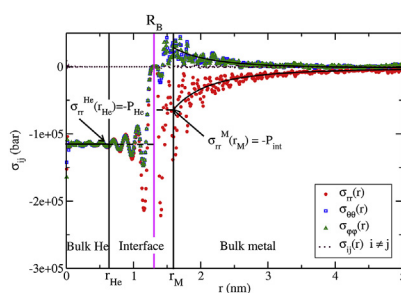 R_B
0
-1e+05
-2e+05
-3e+05
σ_ij (bar)
σ_rr^He(r_He)=-P_He
σ_rr^M(r_M) = -P_int
σ_rr(r)
σ_θθ(r)
σ_φφ(r)
σ_ij(r) i ≠ j
Bulk He
Interface
Bulk metal
0 r_He r_M 2 3 4 5
r (nm)